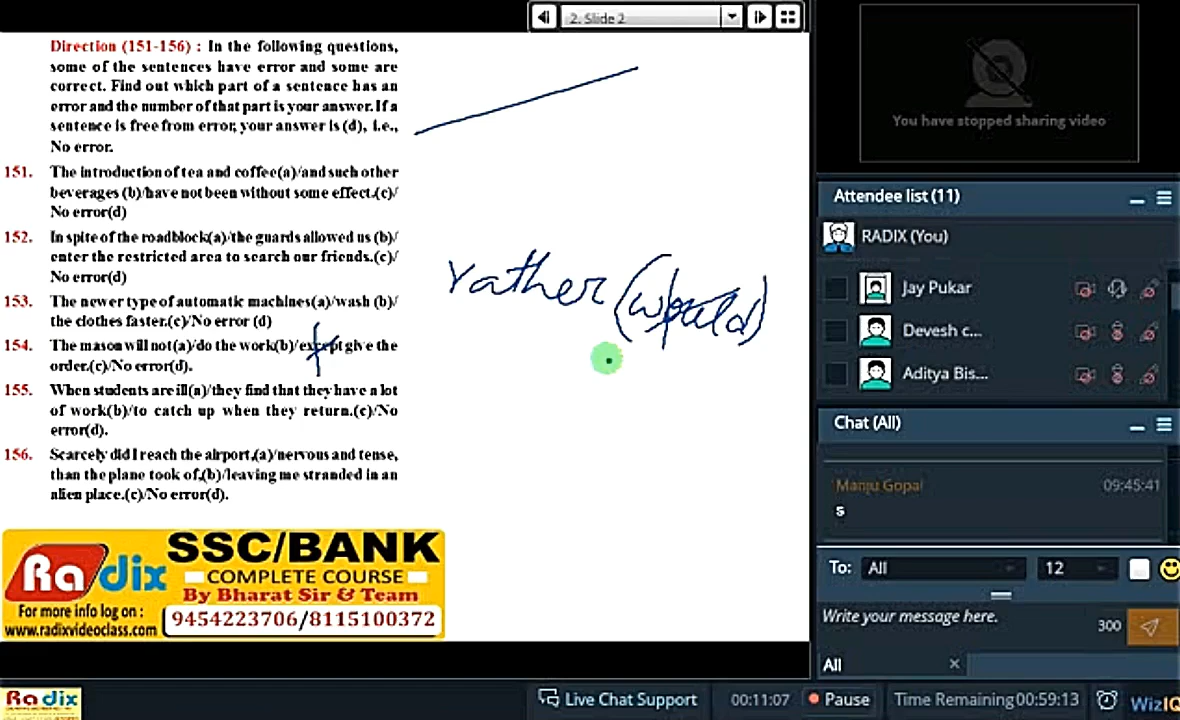 2. Slide 2
Direction (151-156) : In the following questions,
some of the sentences have error and some are
correct. Find out which part of a sentence has an
error and the number of that part is your answer. If a
sentence is free from error, your answer is (d), i.e.,
No error.
151. The introduction of tea and coffee(a)/and such other
beverages (b)/have not been without some effect.(c)/
No error(d)
152. In spite of the roadblock(a)/the guards allowed us (b)/
enter the restricted area to search our friends.(c)/
No error(d)
153. The newer type of automatic machines(a)/wash (b)/
the clothes faster.(c)/No error (d)
154. The mason will not(a)/do the work(b)/except give the
order.(c)/No error(d).
155. When students are ill(a)/they find that they have a lot
of work(b)/to catch up when they return.(c)/No
error(d).
156. Scarcely did I reach the airport,(a)/nervous and tense,
than the plane took of,(b)/leaving me stranded in an
alien place.(c)/No error(d).
rather (would)
Radix
SSC/BANK
COMPLETE COURSE
By Bharat Sir & Team
For more info log on :
www.radixvideoclass.com
9454223706/8115100372
You have stopped sharing video
Attendee list (11)
RADIX (You)
Jay Pukar
Devesh c...
Aditya Bis...
Chat (All)
Manju Gopal 09:45:41
s
To: All 12
Write your message here.
300
All
Radix
Live Chat Support 00:11:07 Pause Time Remaining 00:59:13 WizIQ